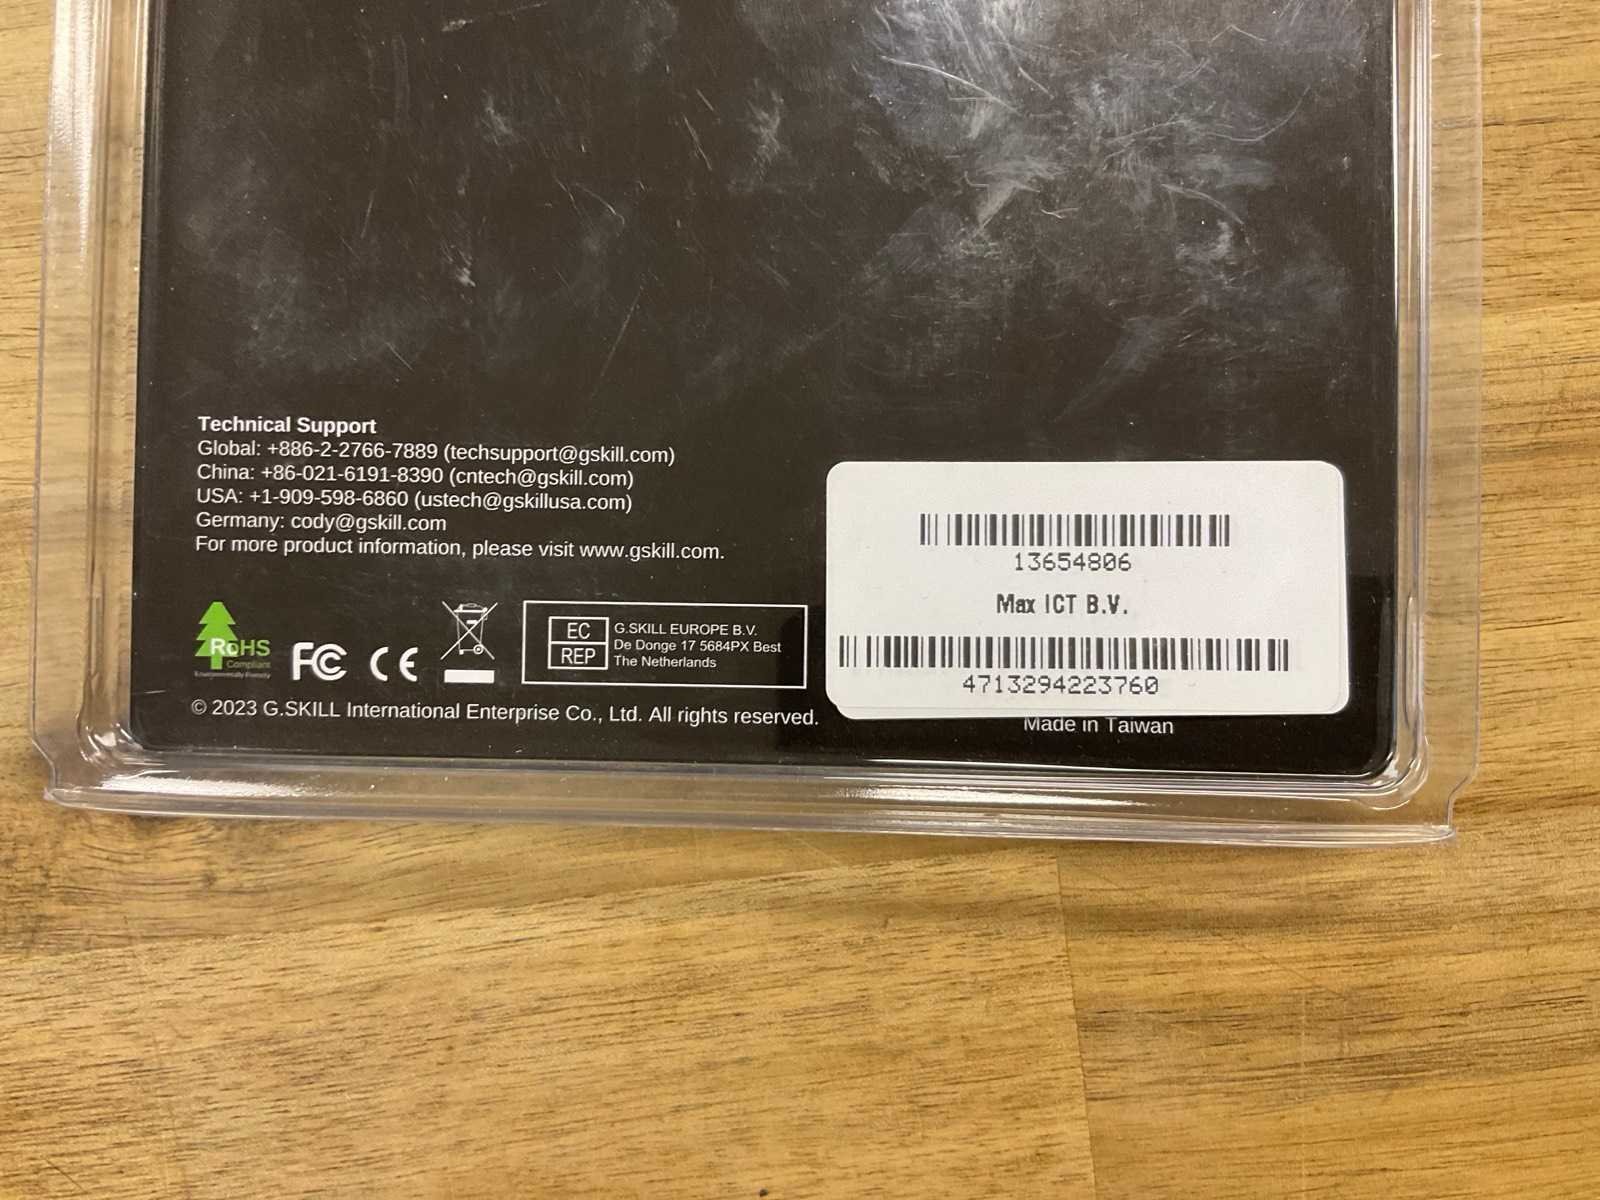 Technical Support
Global: +886-2-2766-7889 (techsupport@gskill.com)
China: +86-021-6191-8390 (cntech@gskill.com)
USA: +1-909-598-6860 (ustech@gskillusa.com)
Germany: cody@gskill.com
For more product information, please visit www.gskill.com.
RoHS
Compliant
Environmentally Friendly
FC
CE
EC
REP
G.SKILL EUROPE B.V.
De Donge 17 5684PX Best
The Netherlands
© 2023 G.SKILL International Enterprise Co., Ltd. All rights reserved.
13654806
Max ICT B.V.
4713294223760
Made in Taiwan